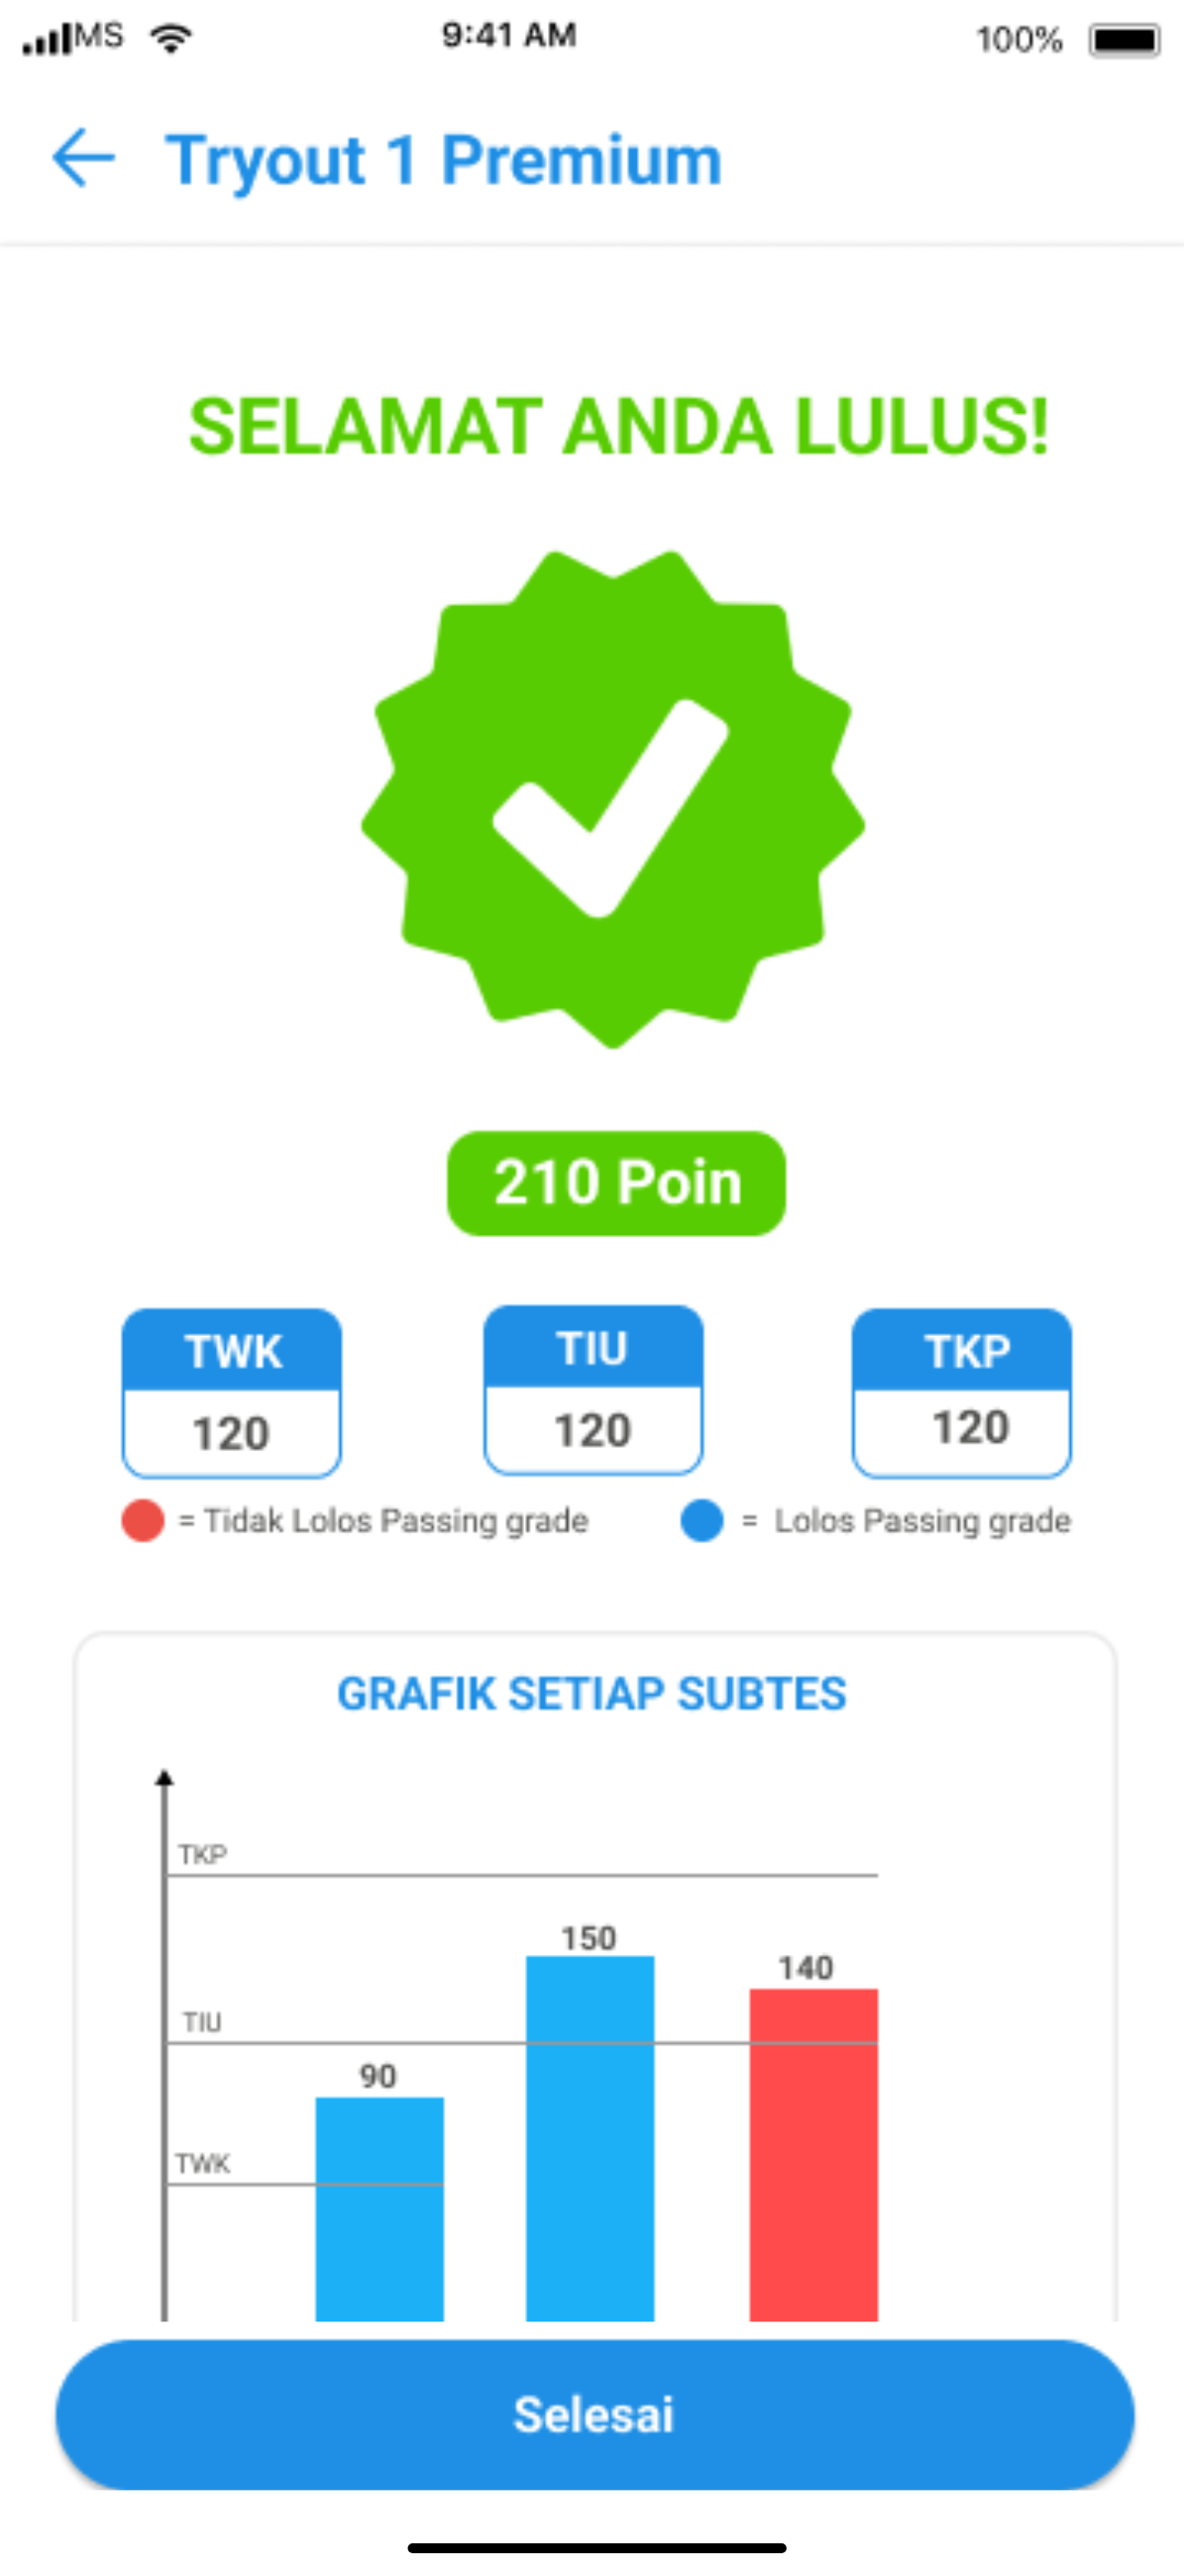 MS 9:41 AM 100%
Tryout 1 Premium
SELAMAT ANDA LULUS!
210 Poin
TWK TIU TKP
120 120 120
= Tidak Lolos Passing grade = Lolos Passing grade
GRAFIK SETIAP SUBTES
TKP
150
140
TIU
90
TWK
Selesai